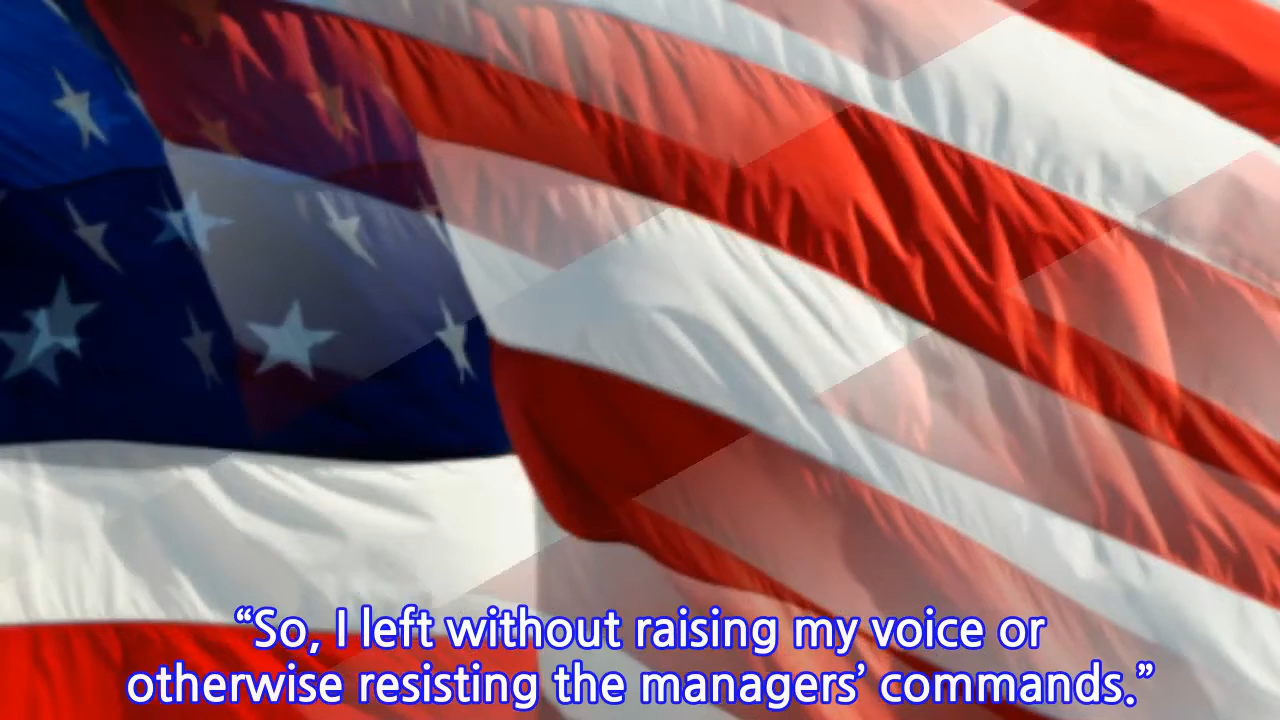 “So, I left without raising my voice or
otherwise resisting the managers’ commands.”